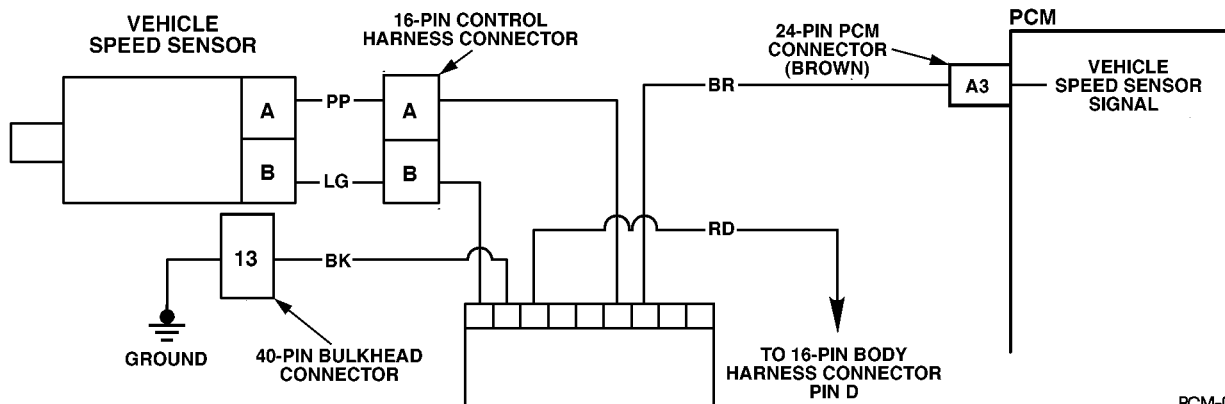 VEHICLE
SPEED SENSOR
16-PIN CONTROL
HARNESS CONNECTOR
24-PIN PCM
CONNECTOR
(BROWN)
PCM
A
PP
A
BR
A3
VEHICLE
SPEED SENSOR
SIGNAL
B
LG
B
RD
13
BK
GROUND
40-PIN BULKHEAD
CONNECTOR
TO 16-PIN BODY
HARNESS CONNECTOR
PIN D